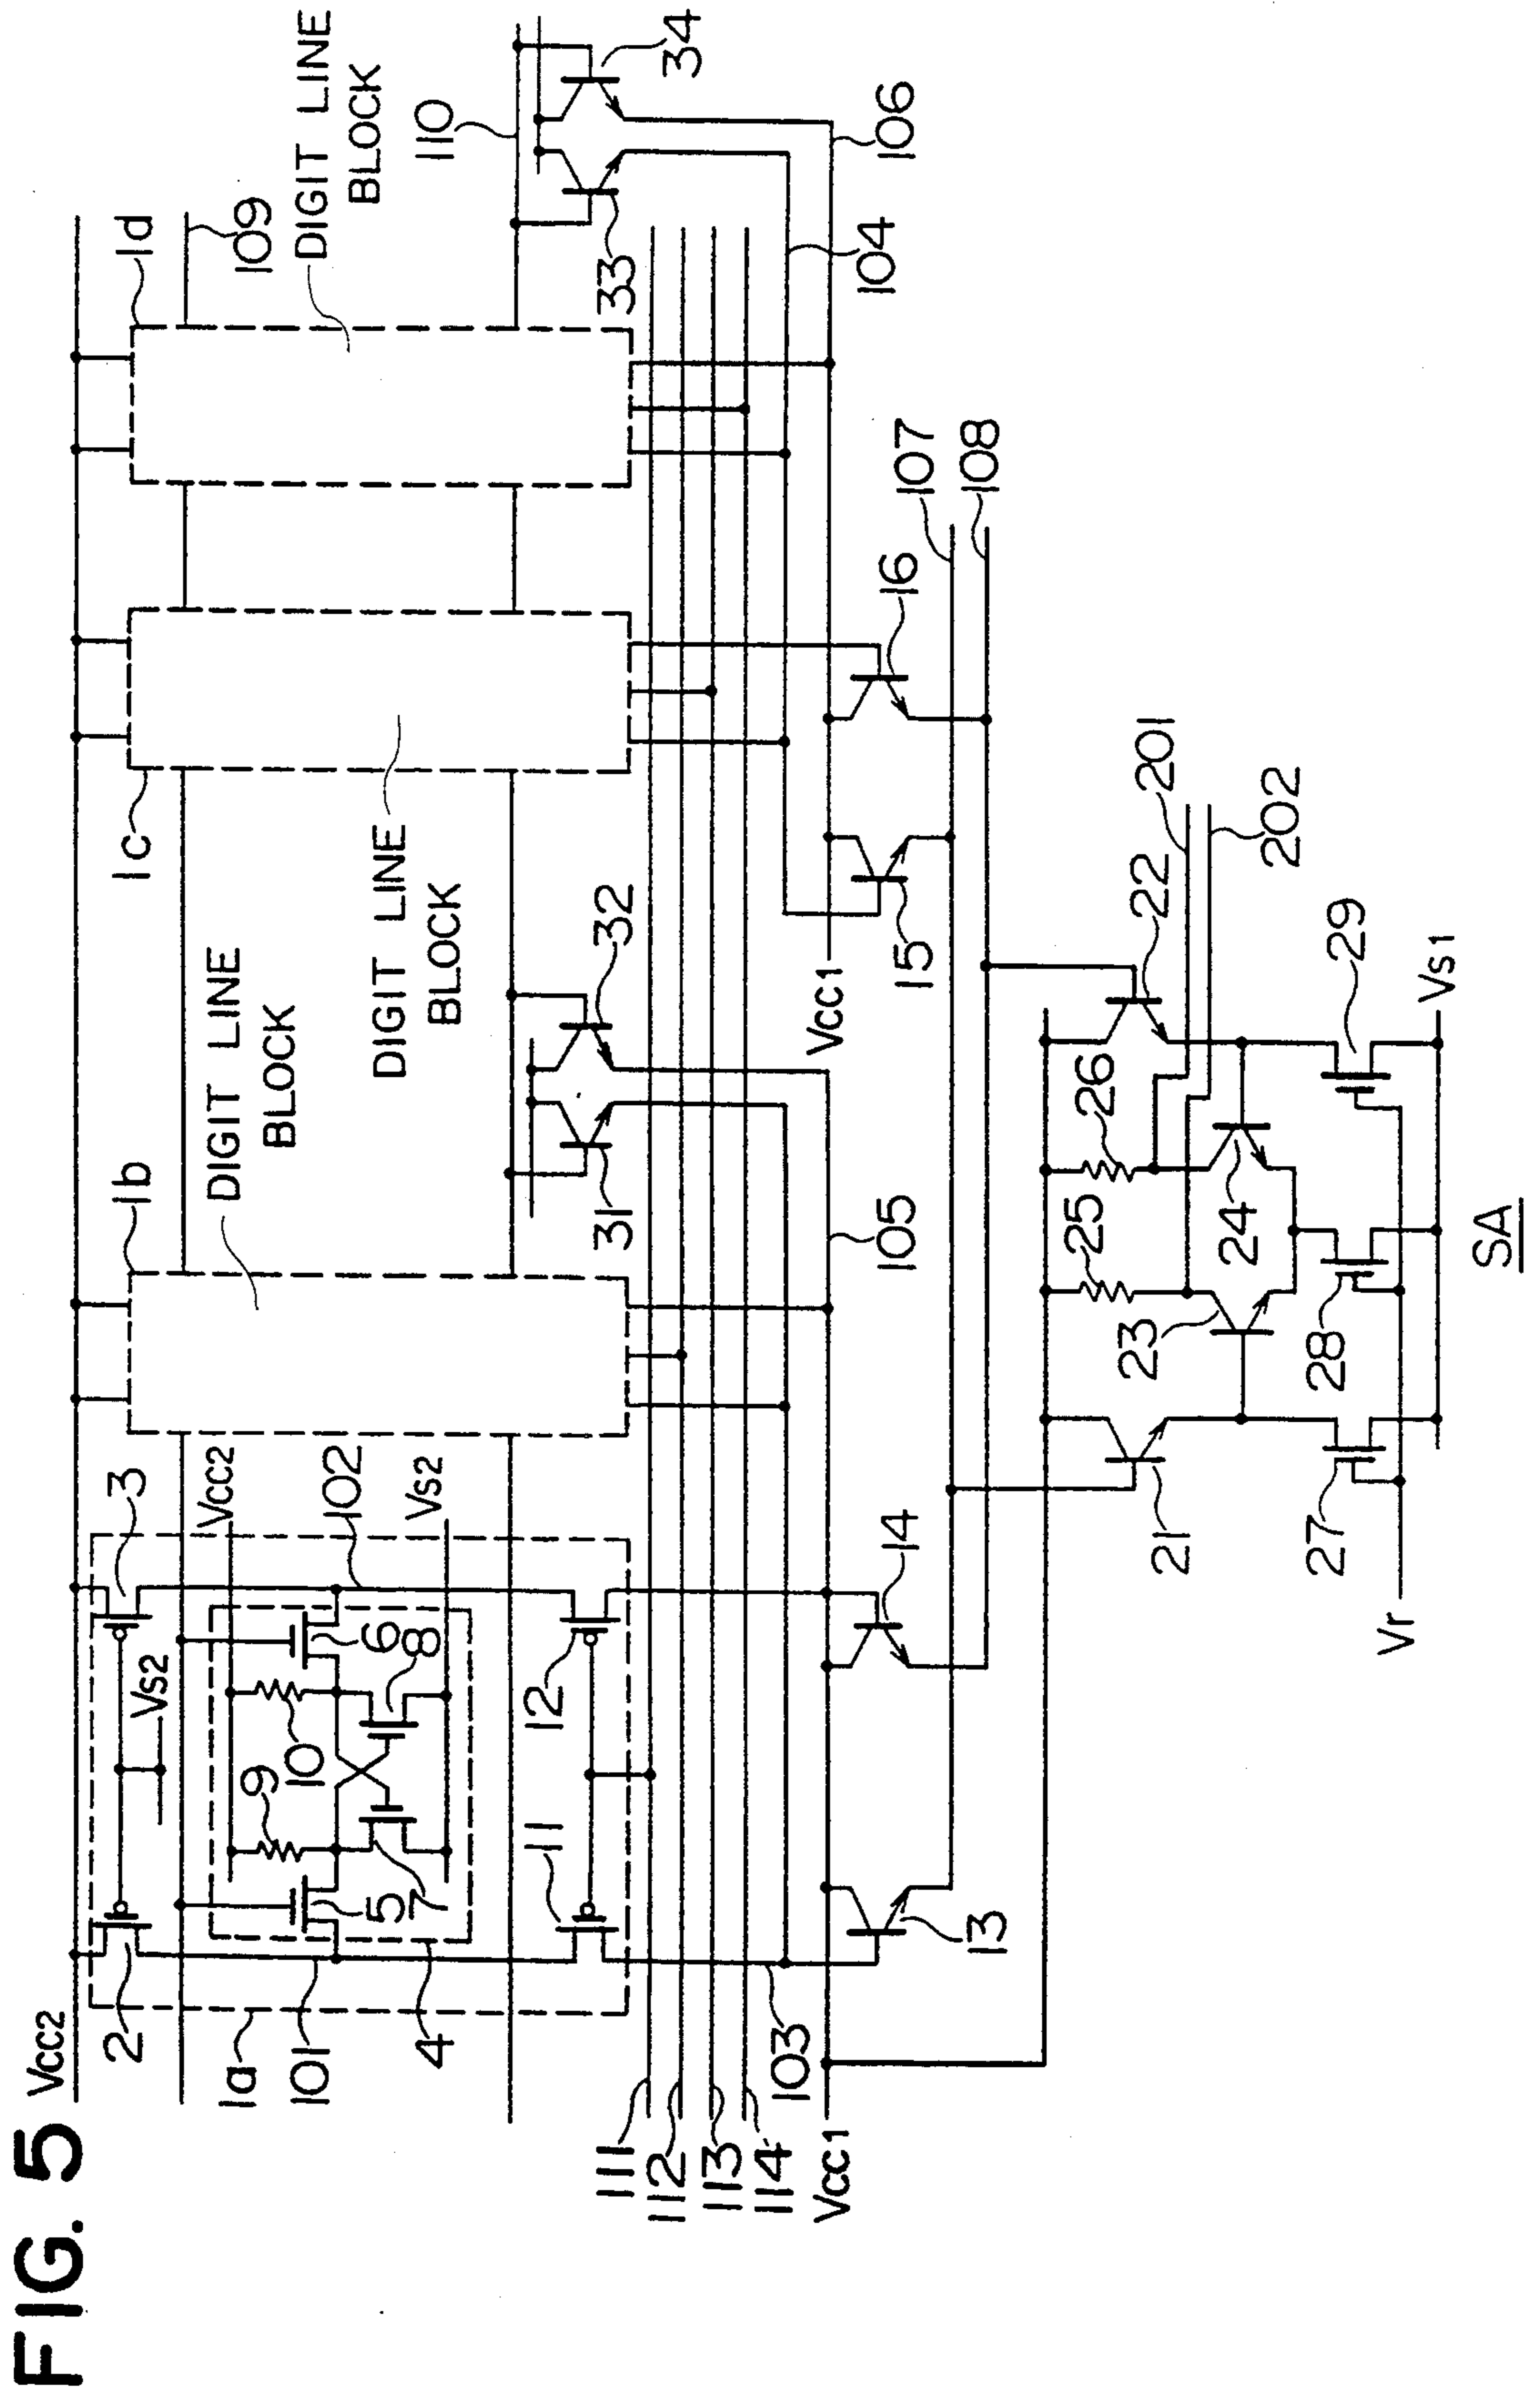 FIG. 5
Vcc2
2
3
Vs2
1a
101
4
Vcc2
9
10
5
6
7
8
102
Vs2
11
12
1b
DIGIT LINE
BLOCK
31
32
1c
DIGIT LINE
BLOCK
1d
109
DIGIT LINE
BLOCK
110
33
34
111
112
113
114
103
104
105
106
Vcc1
Vcc1
13
14
15
16
107
108
21
22
23
24
25
26
201
202
27
28
29
Vr
Vs1
SA